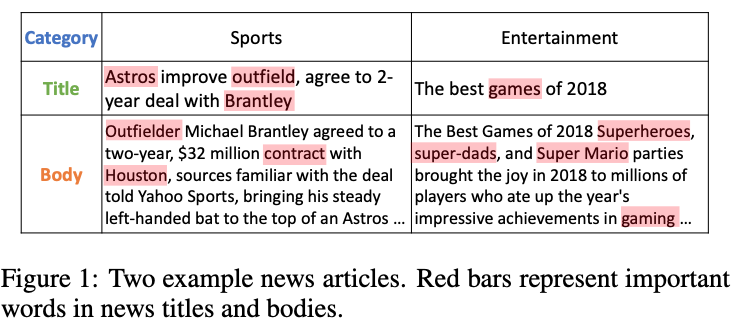 Category Sports Entertainment
Title
Astros improve outfield, agree to 2-
year deal with Brantley
The best games of 2018
Body
Outfielder Michael Brantley agreed to a
two-year, $32 million contract with
Houston, sources familiar with the deal
told Yahoo Sports, bringing his steady
left-handed bat to the top of an Astros ...
The Best Games of 2018 Superheroes,
super-dads, and Super Mario parties
brought the joy in 2018 to millions of
players who ate up the year's
impressive achievements in gaming ...
Figure 1: Two example news articles. Red bars represent important
words in news titles and bodies.